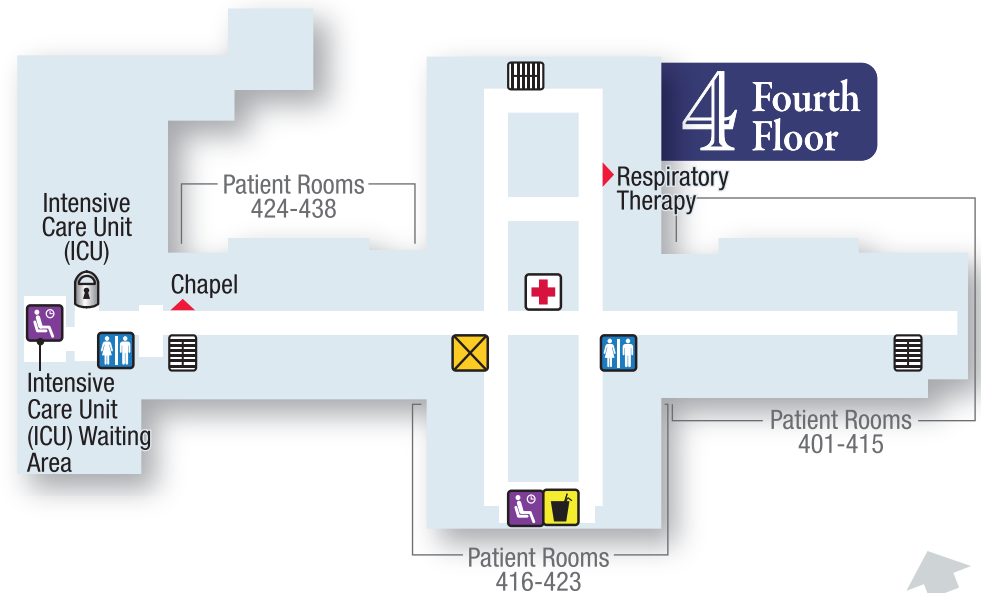 4 Fourth
Floor
Respiratory
Therapy
Patient Rooms
424-438
Intensive
Care Unit
(ICU)
Chapel
Intensive
Care Unit
(ICU) Waiting
Area
Patient Rooms
401-415
Patient Rooms
416-423